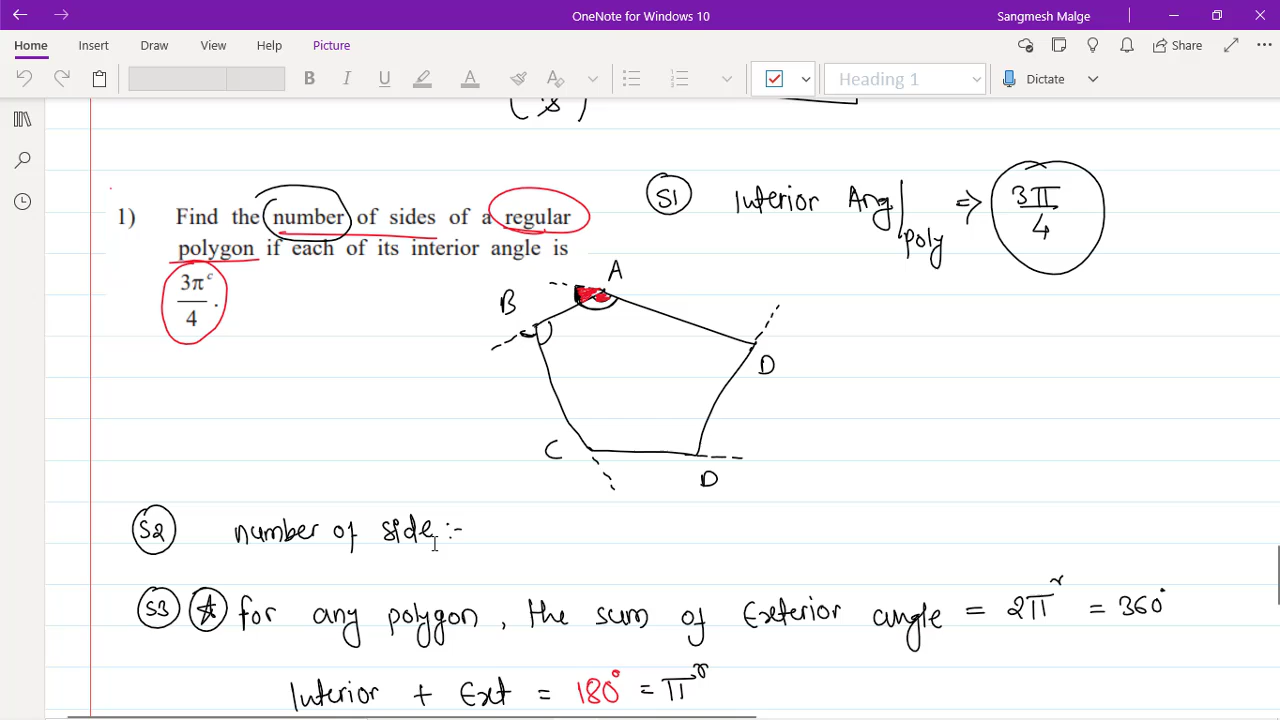 OneNote for Windows 10
Sangmesh Malge
Home Insert Draw View Help Picture
Share
B I U A
Heading 1
Dictate
1) Find the number of sides of a regular
polygon if each of its interior angle is
3π^c
4 .
S1 Interior Ang|poly => 3π
4
A
B
D
C
D
S2 number of side :-
S3 for any polygon , the sum of Exterior angle = 2π^r = 360°
Interior + Ext = 180° = π^r